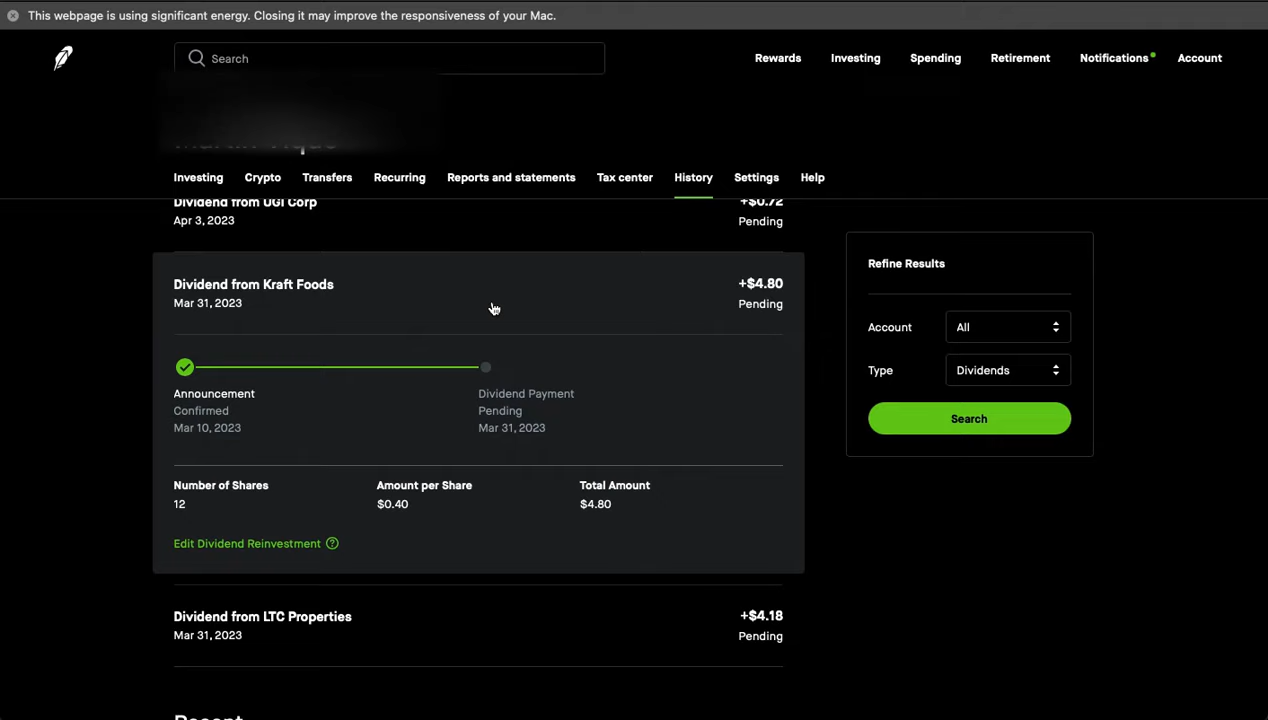 This webpage is using significant energy. Closing it may improve the responsiveness of your Mac.
Search
Rewards
Investing
Spending
Retirement
Notifications
Account
Investing
Crypto
Transfers
Recurring
Reports and statements
Tax center
History
Settings
Help
Dividend from UGI Corp
+$0.72
Apr 3, 2023
Pending
Dividend from Kraft Foods
+$4.80
Mar 31, 2023
Pending
Announcement
Confirmed
Mar 10, 2023
Dividend Payment
Pending
Mar 31, 2023
Number of Shares
12
Amount per Share
$0.40
Total Amount
$4.80
Edit Dividend Reinvestment
Dividend from LTC Properties
+$4.18
Mar 31, 2023
Pending
Recent
Refine Results
Account
All
Type
Dividends
Search